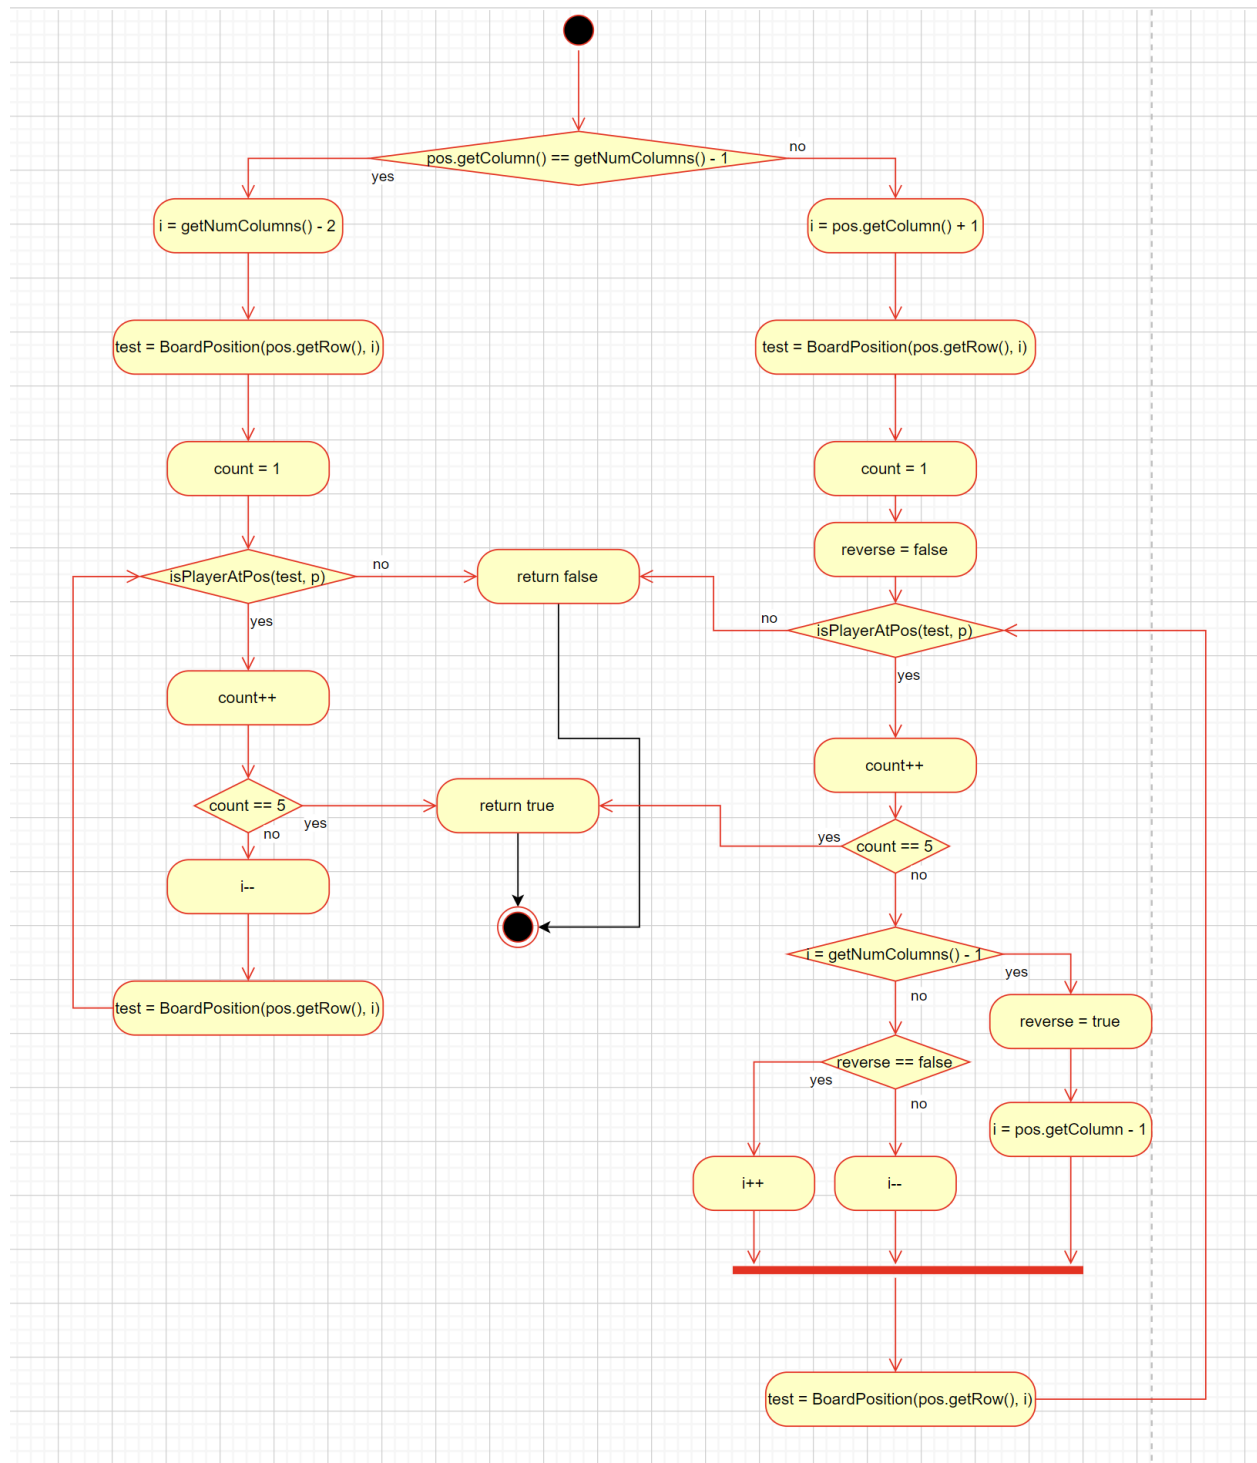 pos.getColumn() == getNumColumns() - 1
no
yes
i = getNumColumns() - 2
i = pos.getColumn() + 1
test = BoardPosition(pos.getRow(), i)
test = BoardPosition(pos.getRow(), i)
count = 1
count = 1
reverse = false
isPlayerAtPos(test, p)
no
return false
no
isPlayerAtPos(test, p)
yes
yes
count++
count++
count == 5
yes
no
return true
yes
count == 5
no
i--
i = getNumColumns() - 1
yes
no
test = BoardPosition(pos.getRow(), i)
reverse = true
reverse == false
yes
no
i = pos.getColumn - 1
i++
i--
test = BoardPosition(pos.getRow(), i)